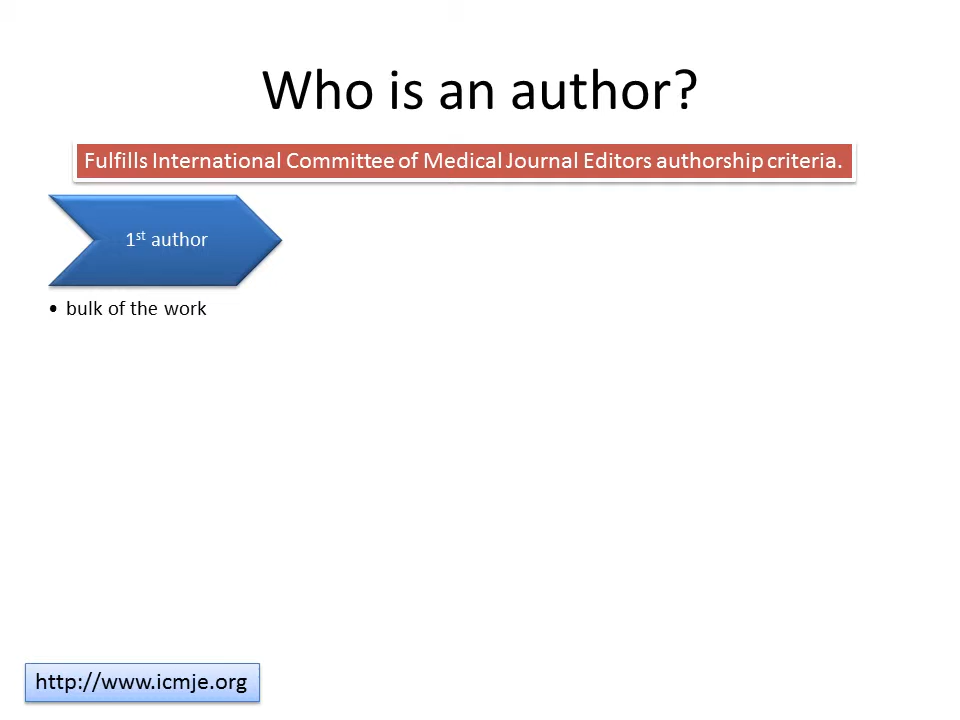 Who is an author?
Fulfills International Committee of Medical Journal Editors authorship criteria.
1st author
• bulk of the work
http://www.icmje.org